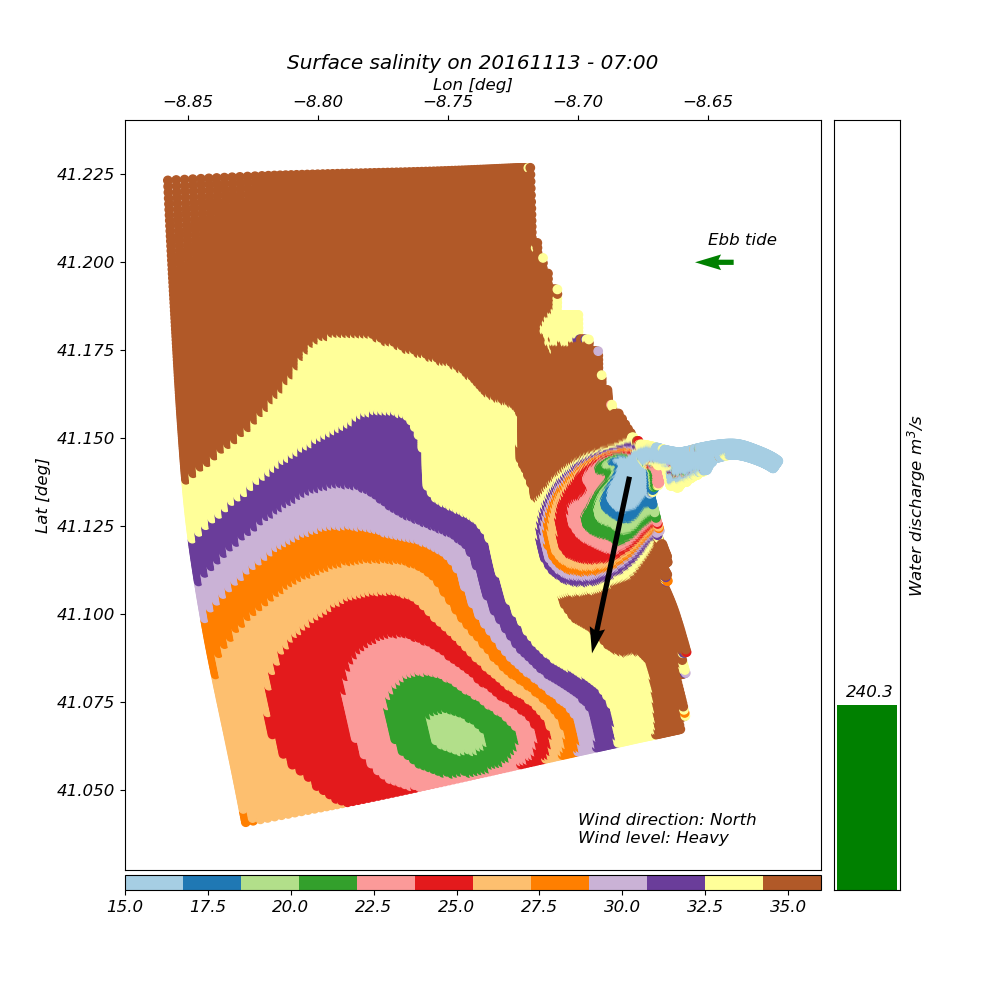 Surface salinity on 20161113 - 07:00
Lon [deg]
−8.85 −8.80 −8.75 −8.70 −8.65
41.225
Ebb tide
41.200
41.175
41.150
41.125
41.100
41.075
41.050
Lat [deg]
Water discharge m³/s
240.3
Wind direction: North
Wind level: Heavy
15.0 17.5 20.0 22.5 25.0 27.5 30.0 32.5 35.0